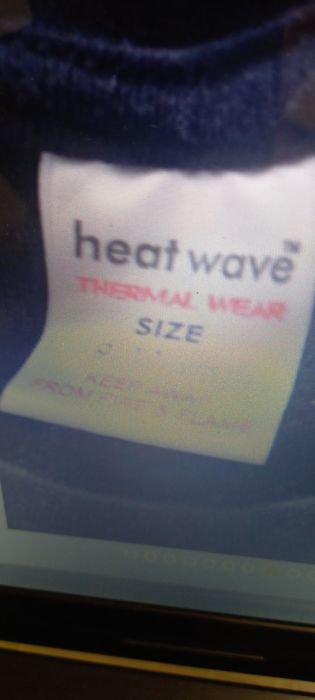 heat wave™
THERMAL WEAR
SIZE
KEEP AWAY
FROM FIRE & FLAME